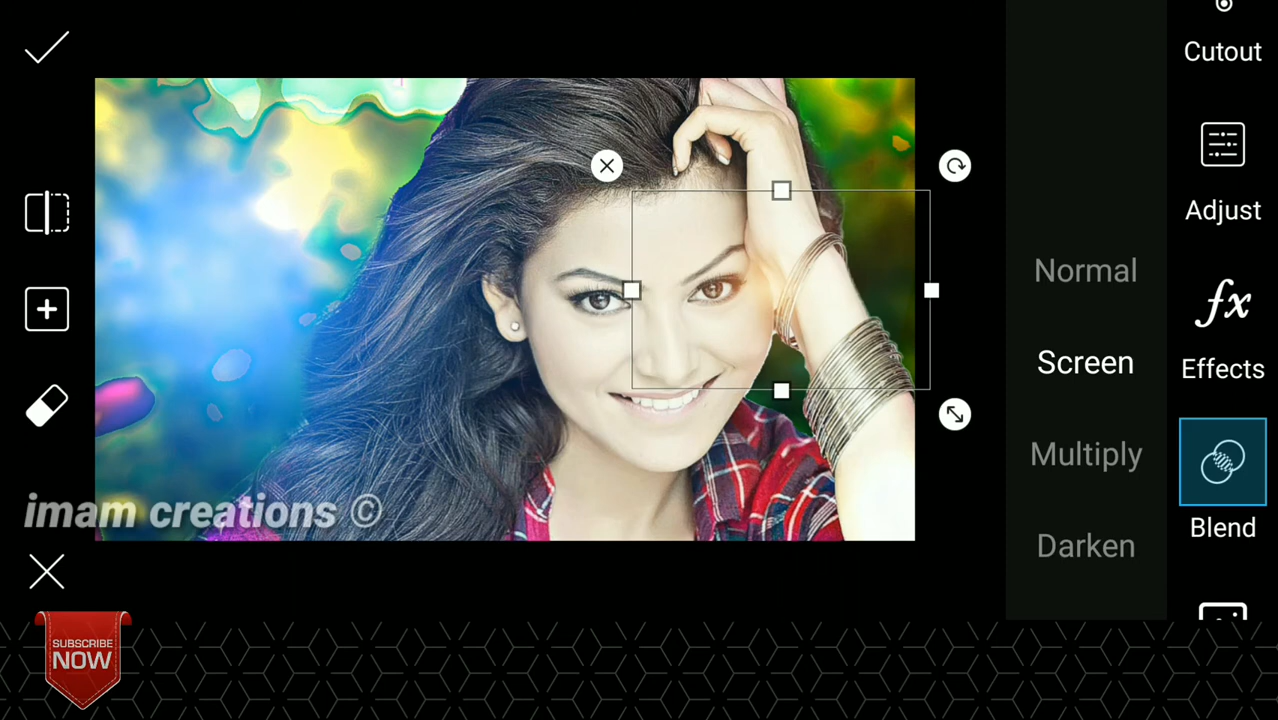 Cutout
Adjust
fx
Effects
Normal
Screen
Multiply
Darken
Blend
imam creations ©
SUBSCRIBE
NOW